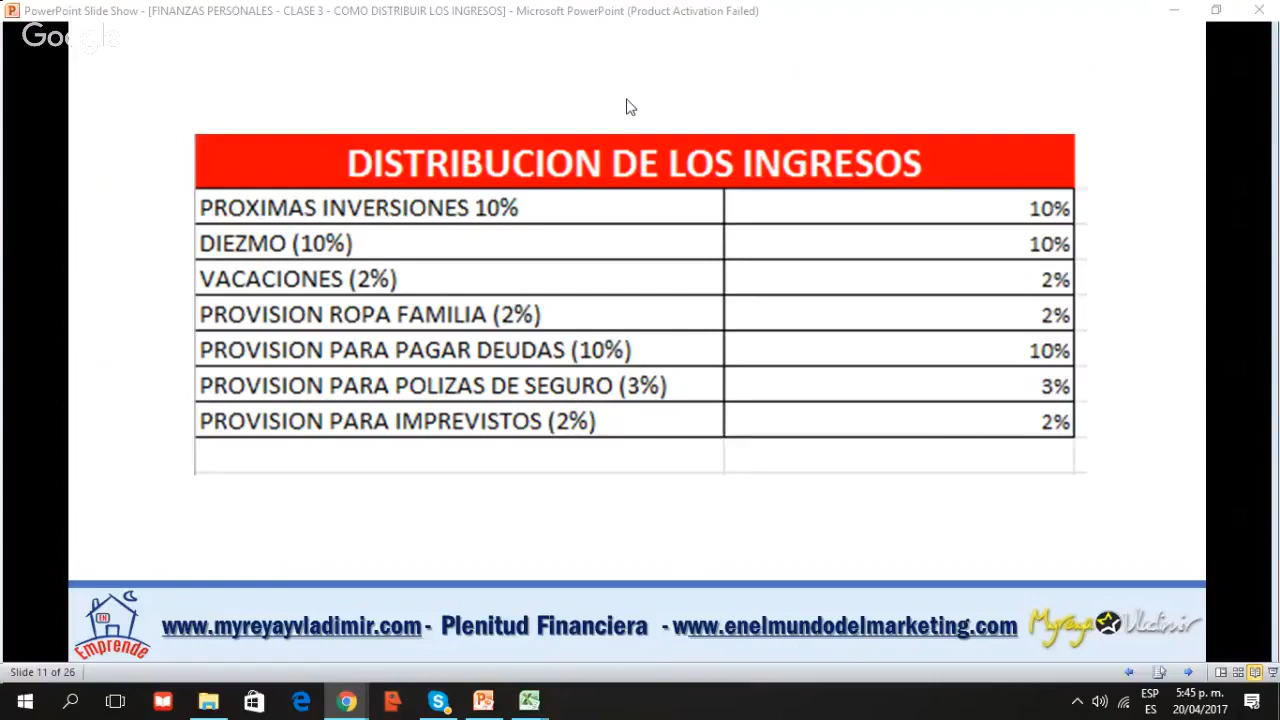 PowerPoint Slide Show - [FINANZAS PERSONALES - CLASE 3 - COMO DISTRIBUIR LOS INGRESOS] - Microsoft PowerPoint (Product Activation Failed)
Google
DISTRIBUCION DE LOS INGRESOS
PROXIMAS INVERSIONES 10% 10%
DIEZMO (10%) 10%
VACACIONES (2%) 2%
PROVISION ROPA FAMILIA (2%) 2%
PROVISION PARA PAGAR DEUDAS (10%) 10%
PROVISION PARA POLIZAS DE SEGURO (3%) 3%
PROVISION PARA IMPREVISTOS (2%) 2%
EN
Emprende
www.myreyayvladimir.com - Plenitud Financiera - www.enelmundodelmarketing.com
Myreya Vladimir
Slide 11 of 26
ESP 5:45 p. m.
ES 20/04/2017